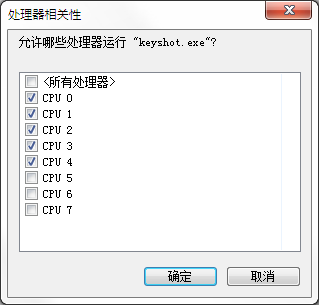 处理器相关性
允许哪些处理器运行 "keyshot.exe"?
<所有处理器>
CPU 0
CPU 1
CPU 2
CPU 3
CPU 4
CPU 5
CPU 6
CPU 7
确定
取消